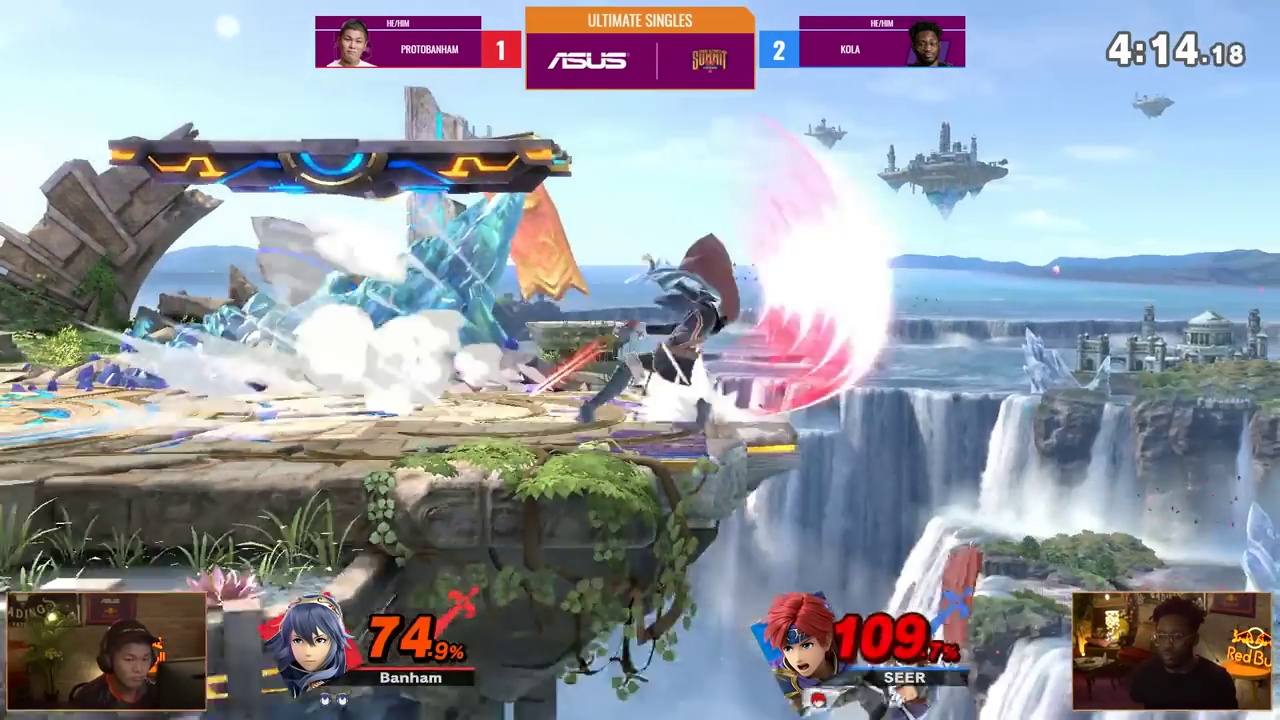 HE/HIM
PROTOBANHAM
1
ULTIMATE SINGLES
ASUS
SUMMIT
2
HE/HIM
KOLA
4:14.18
74.9%
Banham
109.7%
SEER
Red Bu